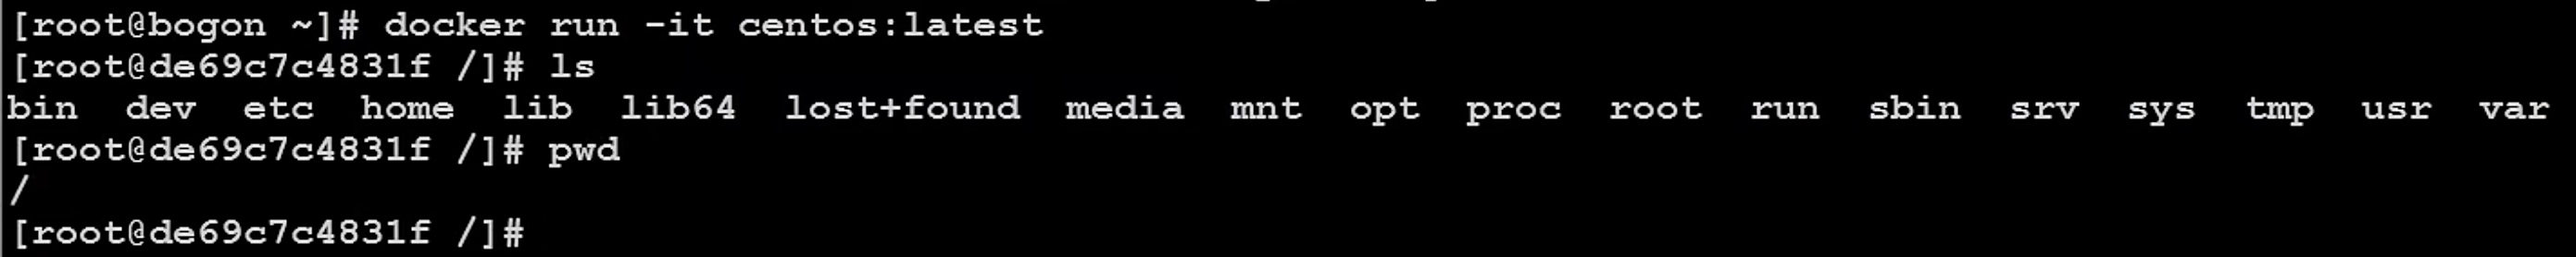 [root@bogon ~]# docker run -it centos:latest
[root@de69c7c4831f /]# ls
bin  dev  etc  home  lib  lib64  lost+found  media  mnt  opt  proc  root  run  sbin  srv  sys  tmp  usr  var
[root@de69c7c4831f /]# pwd
/
[root@de69c7c4831f /]#